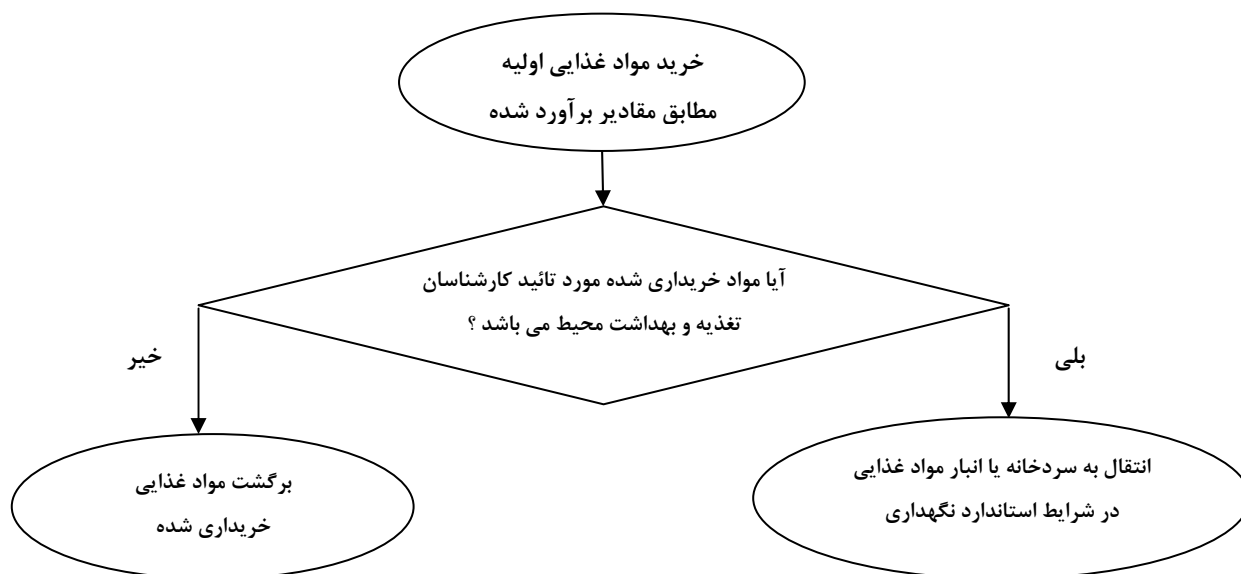 خرید مواد غذایی اولیه
مطابق مقادیر برآورد شده
آیا مواد خریداری شده مورد تائید کارشناسان
تغذیه و بهداشت محیط می باشد ؟
بلی
خیر
انتقال به سردخانه یا انبار مواد غذایی
در شرایط استاندارد نگهداری
برگشت مواد غذایی
خریداری شده